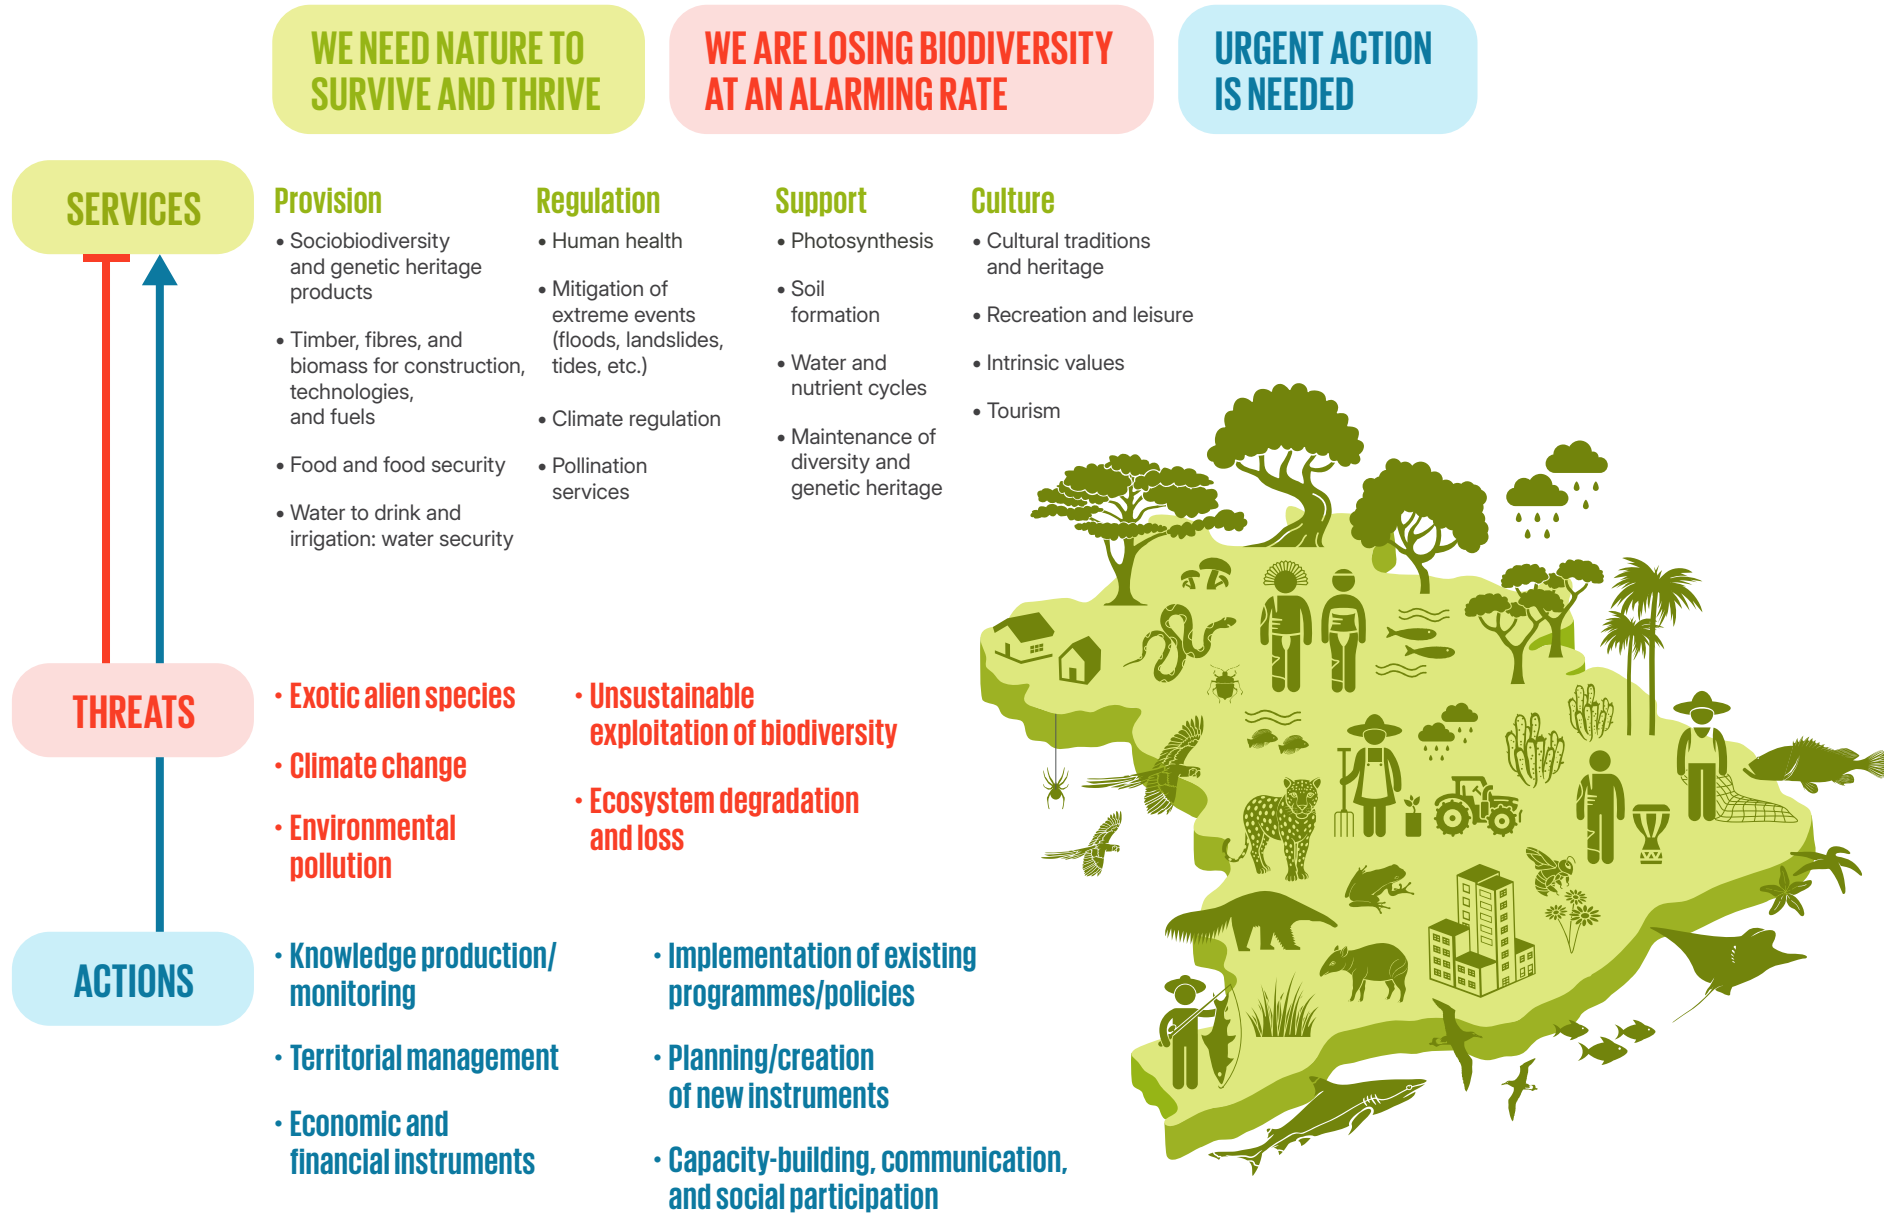 WE NEED NATURE TO
SURVIVE AND THRIVE
WE ARE LOSING BIODIVERSITY
AT AN ALARMING RATE
URGENT ACTION
IS NEEDED
SERVICES
Provision
• Sociobiodiversity
and genetic heritage
products
• Timber, fibres, and
biomass for construction,
technologies,
and fuels
• Food and food security
• Water to drink and
irrigation: water security
Regulation
• Human health
• Mitigation of
extreme events
(floods, landslides,
tides, etc.)
• Climate regulation
• Pollination
services
Support
• Photosynthesis
• Soil
formation
• Water and
nutrient cycles
• Maintenance of
diversity and
genetic heritage
Culture
• Cultural traditions
and heritage
• Recreation and leisure
• Intrinsic values
• Tourism
THREATS
• Exotic alien species
• Climate change
• Environmental
pollution
• Unsustainable
exploitation of biodiversity
• Ecosystem degradation
and loss
ACTIONS
• Knowledge production/
monitoring
• Territorial management
• Economic and
financial instruments
• Implementation of existing
programmes/policies
• Planning/creation
of new instruments
• Capacity-building, communication,
and social participation